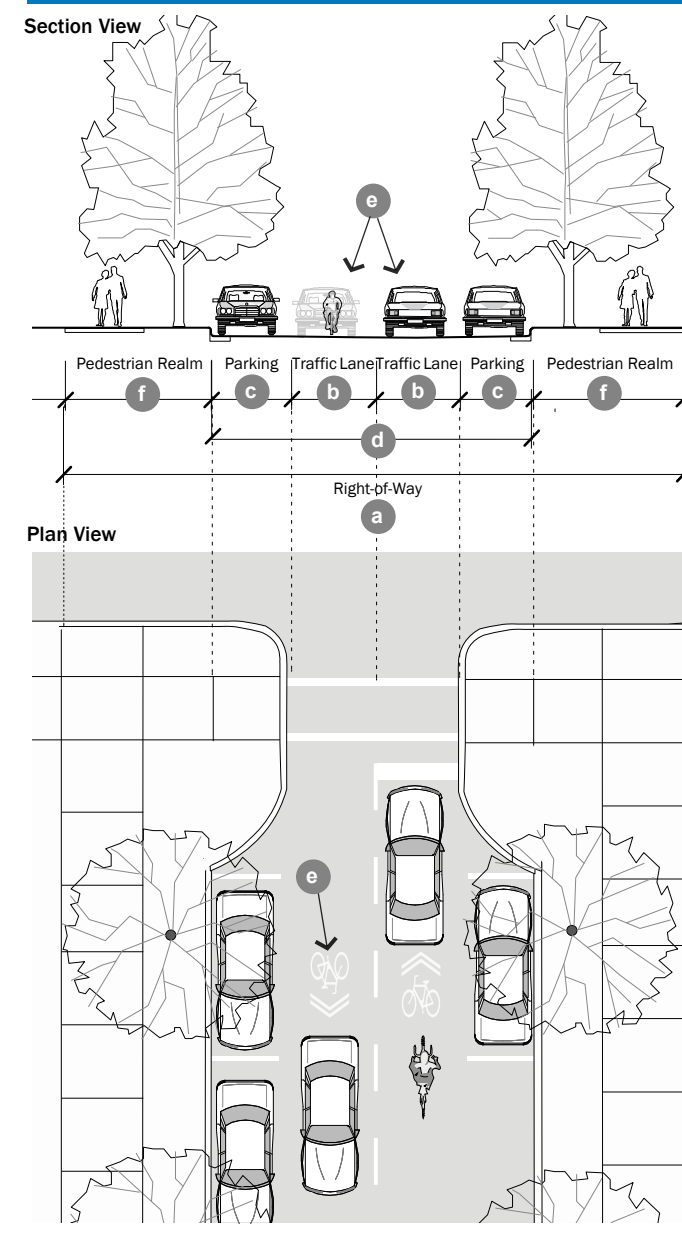 Section View
e
Pedestrian Realm Parking Traffic Lane Traffic Lane Parking Pedestrian Realm
f c b b c f
d
Right-of-Way
a
Plan View
e